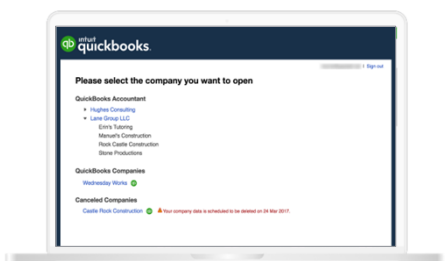 qb intuit
quickbooks.
| Sign out
Please select the company you want to open
QuickBooks Accountant
Hughes Consulting
Lane Group LLC
Erin's Tutoring
Manuel's Construction
Rock Castle Construction
Stone Productions
QuickBooks Companies
Wednesday Works
Canceled Companies
Castle Rock Construction Your company data is scheduled to be deleted on 24 Mar 2017.